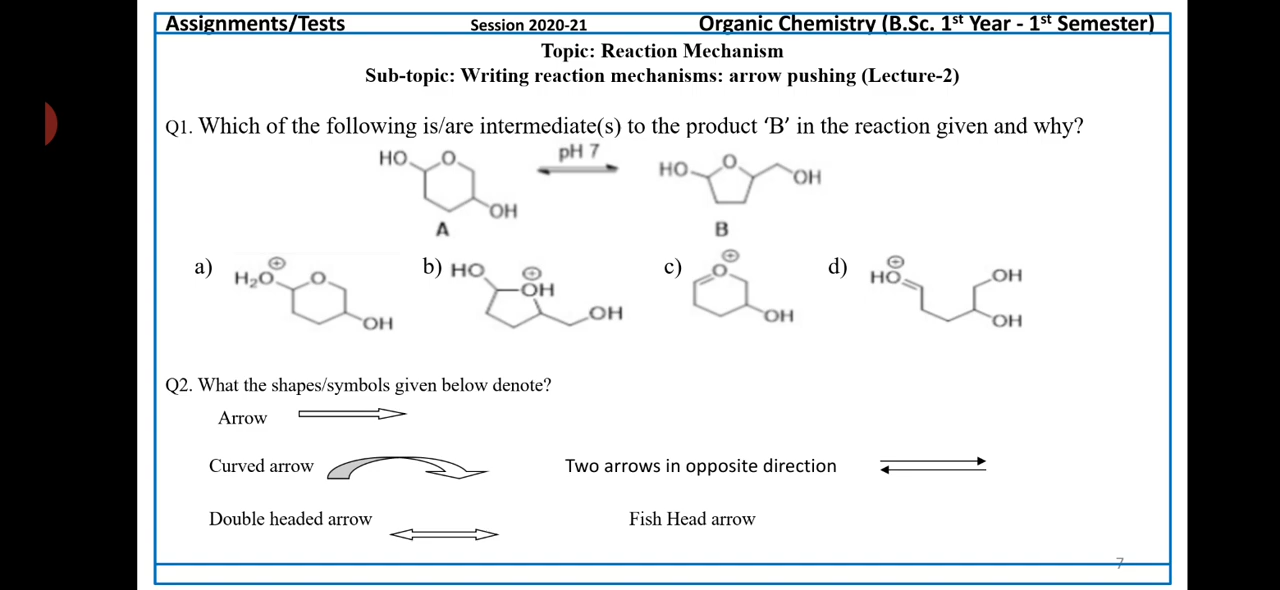 Assignments/Tests Session 2020-21 Organic Chemistry (B.Sc. 1st Year - 1st Semester)
Topic: Reaction Mechanism
Sub-topic: Writing reaction mechanisms: arrow pushing (Lecture-2)
Q1. Which of the following is/are intermediate(s) to the product ‘B’ in the reaction given and why?
HO O OH A
pH 7
HO O OH B
a) H2O ⊕ O OH
b) HO ⊕ OH OH
c) ⊕ O OH
d) ⊕ HO OH OH
Q2. What the shapes/symbols given below denote?
Arrow
Curved arrow Two arrows in opposite direction
Double headed arrow Fish Head arrow
7